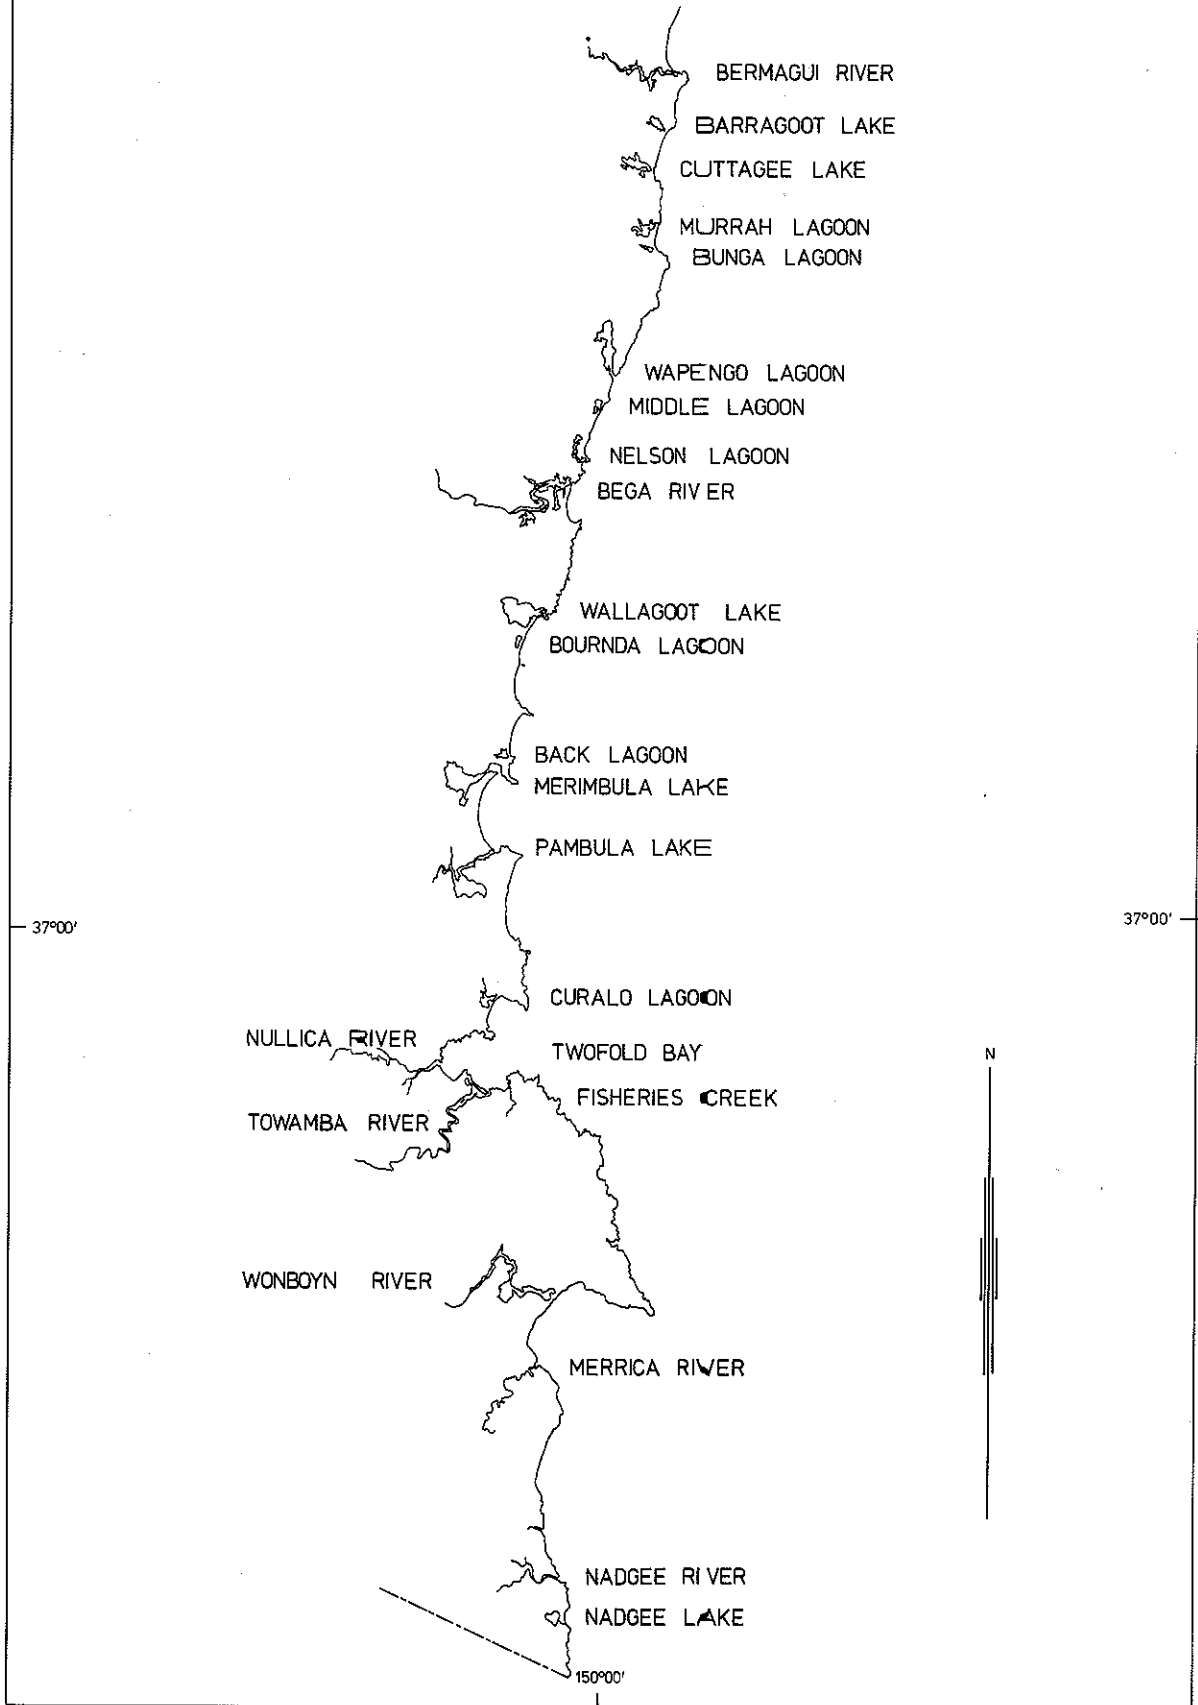 BERMAGUI RIVER
BARRAGOOT LAKE
CUTTAGEE LAKE
MURRAH LAGOON
BUNGA LAGOON
WAPENGO LAGOON
MIDDLE LAGOON
NELSON LAGOON
BEGA RIVER
WALLAGOOT LAKE
BOURNDA LAGOON
BACK LAGOON
MERIMBULA LAKE
PAMBULA LAKE
37°00'
37°00'
CURALO LAGOON
NULLICA RIVER
TWOFOLD BAY
N
FISHERIES CREEK
TOWAMBA RIVER
WONBOYN RIVER
MERRICA RIVER
NADGEE RIVER
NADGEE LAKE
150°00'